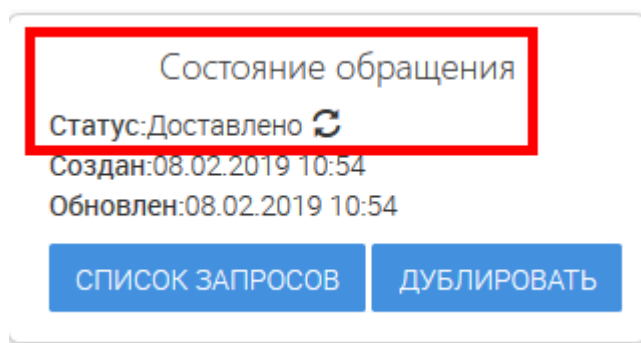 Состояние обращения
Статус:Доставлено
Создан:08.02.2019 10:54
Обновлен:08.02.2019 10:54
СПИСОК ЗАПРОСОВ ДУБЛИРОВАТЬ